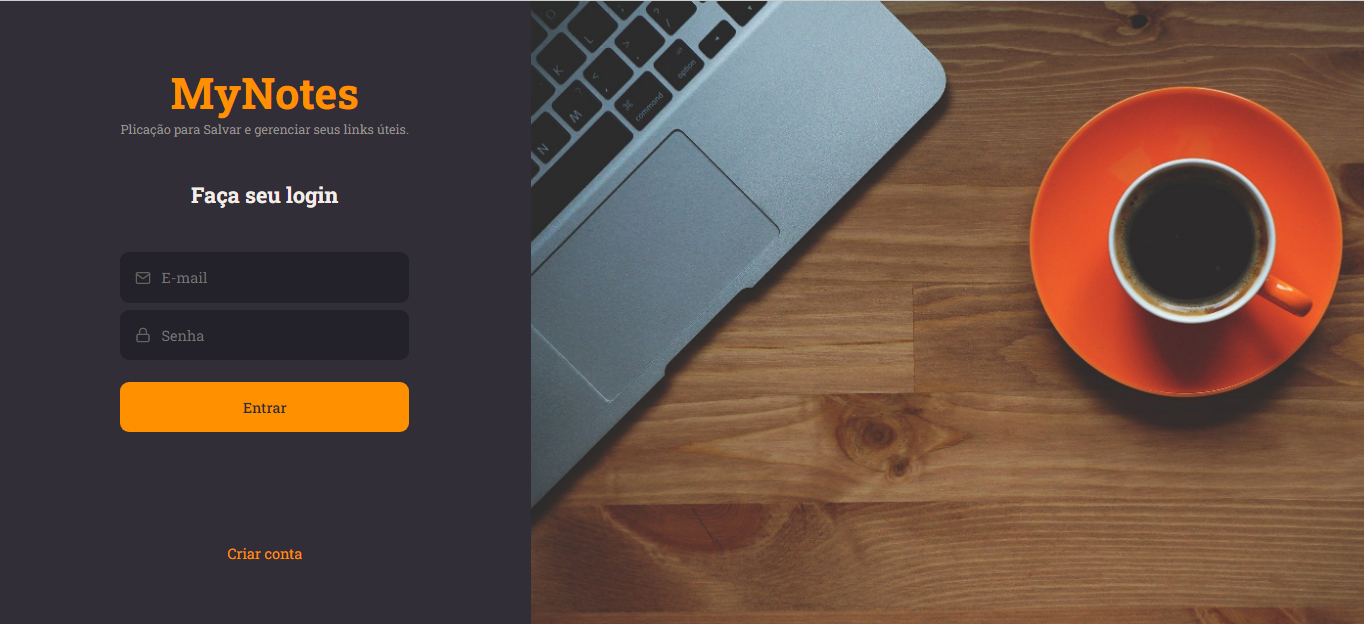 MyNotes
Plicação para Salvar e gerenciar seus links úteis.
Faça seu login
E-mail
Senha
Entrar
Criar conta
L
K
option
M
command
N